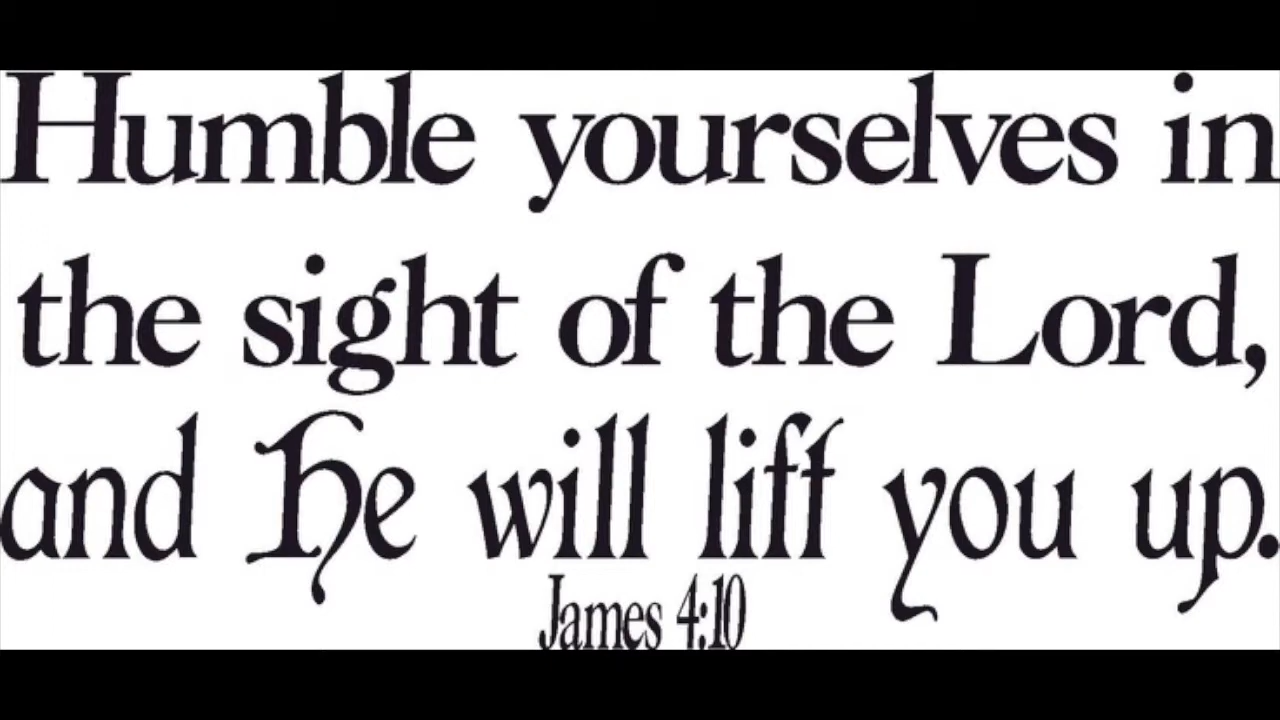 Humble yourselves in
the sight of the Lord,
and He will lift you up.
James 4:10